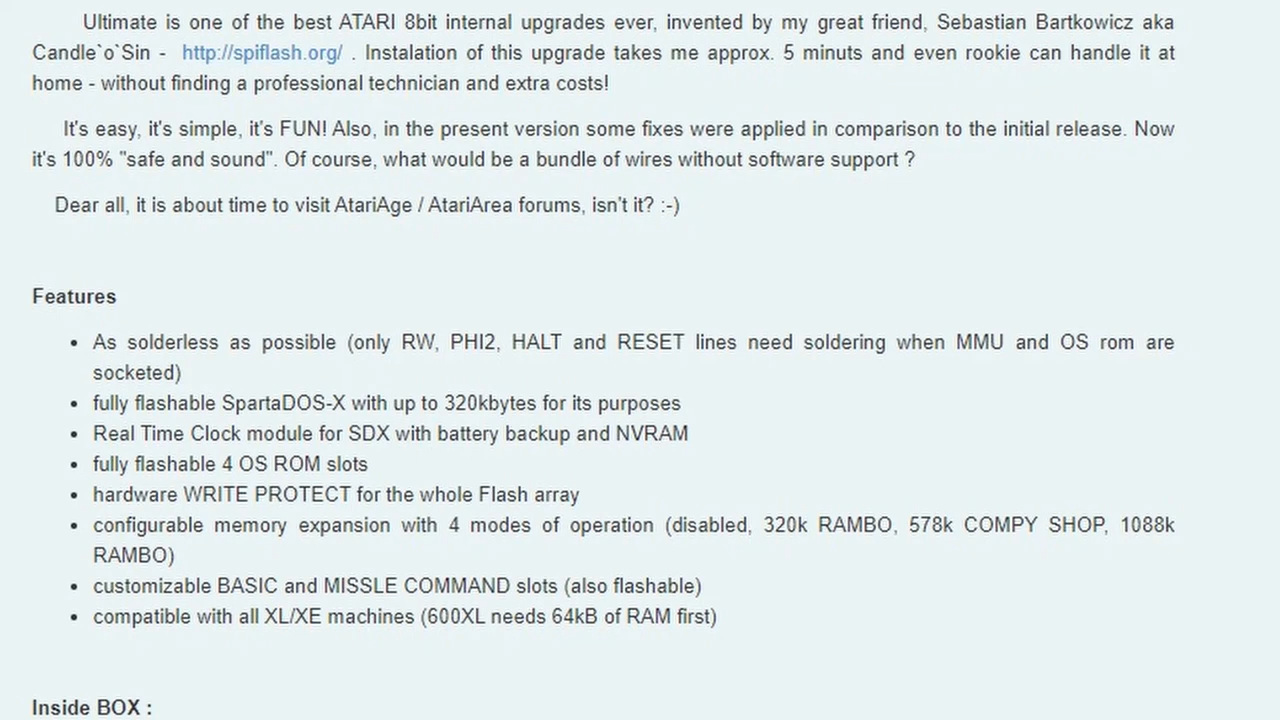 Ultimate is one of the best ATARI 8bit internal upgrades ever, invented by my great friend, Sebastian Bartkowicz aka
Candle`o`Sin - http://spiflash.org/ . Instalation of this upgrade takes me approx. 5 minuts and even rookie can handle it at
home - without finding a professional technician and extra costs!
It's easy, it's simple, it's FUN! Also, in the present version some fixes were applied in comparison to the initial release. Now
it's 100% "safe and sound". Of course, what would be a bundle of wires without software support ?
Dear all, it is about time to visit AtariAge / AtariArea forums, isn't it? :-)
Features
• As solderless as possible (only RW, PHI2, HALT and RESET lines need soldering when MMU and OS rom are
socketed)
• fully flashable SpartaDOS-X with up to 320kbytes for its purposes
• Real Time Clock module for SDX with battery backup and NVRAM
• fully flashable 4 OS ROM slots
• hardware WRITE PROTECT for the whole Flash array
• configurable memory expansion with 4 modes of operation (disabled, 320k RAMBO, 578k COMPY SHOP, 1088k
RAMBO)
• customizable BASIC and MISSLE COMMAND slots (also flashable)
• compatible with all XL/XE machines (600XL needs 64kB of RAM first)
Inside BOX :